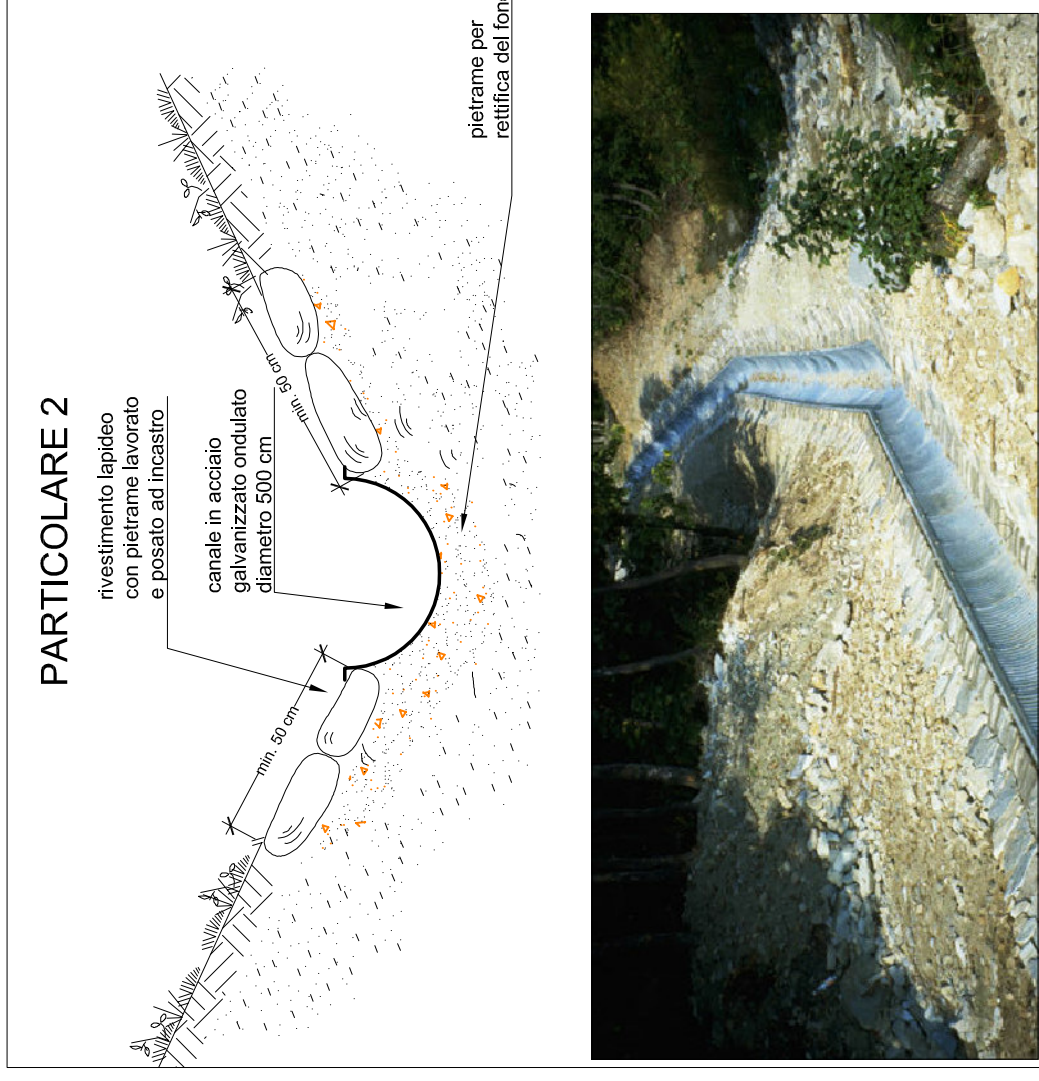 PARTICOLARE 2
rivestimento lapideo
con pietrame lavorato
e posato ad incastro
canale in acciaio
galvanizzato ondulato
diametro 500 cm
min. 50 cm
min. 50 cm
pietrame per
rettifica del